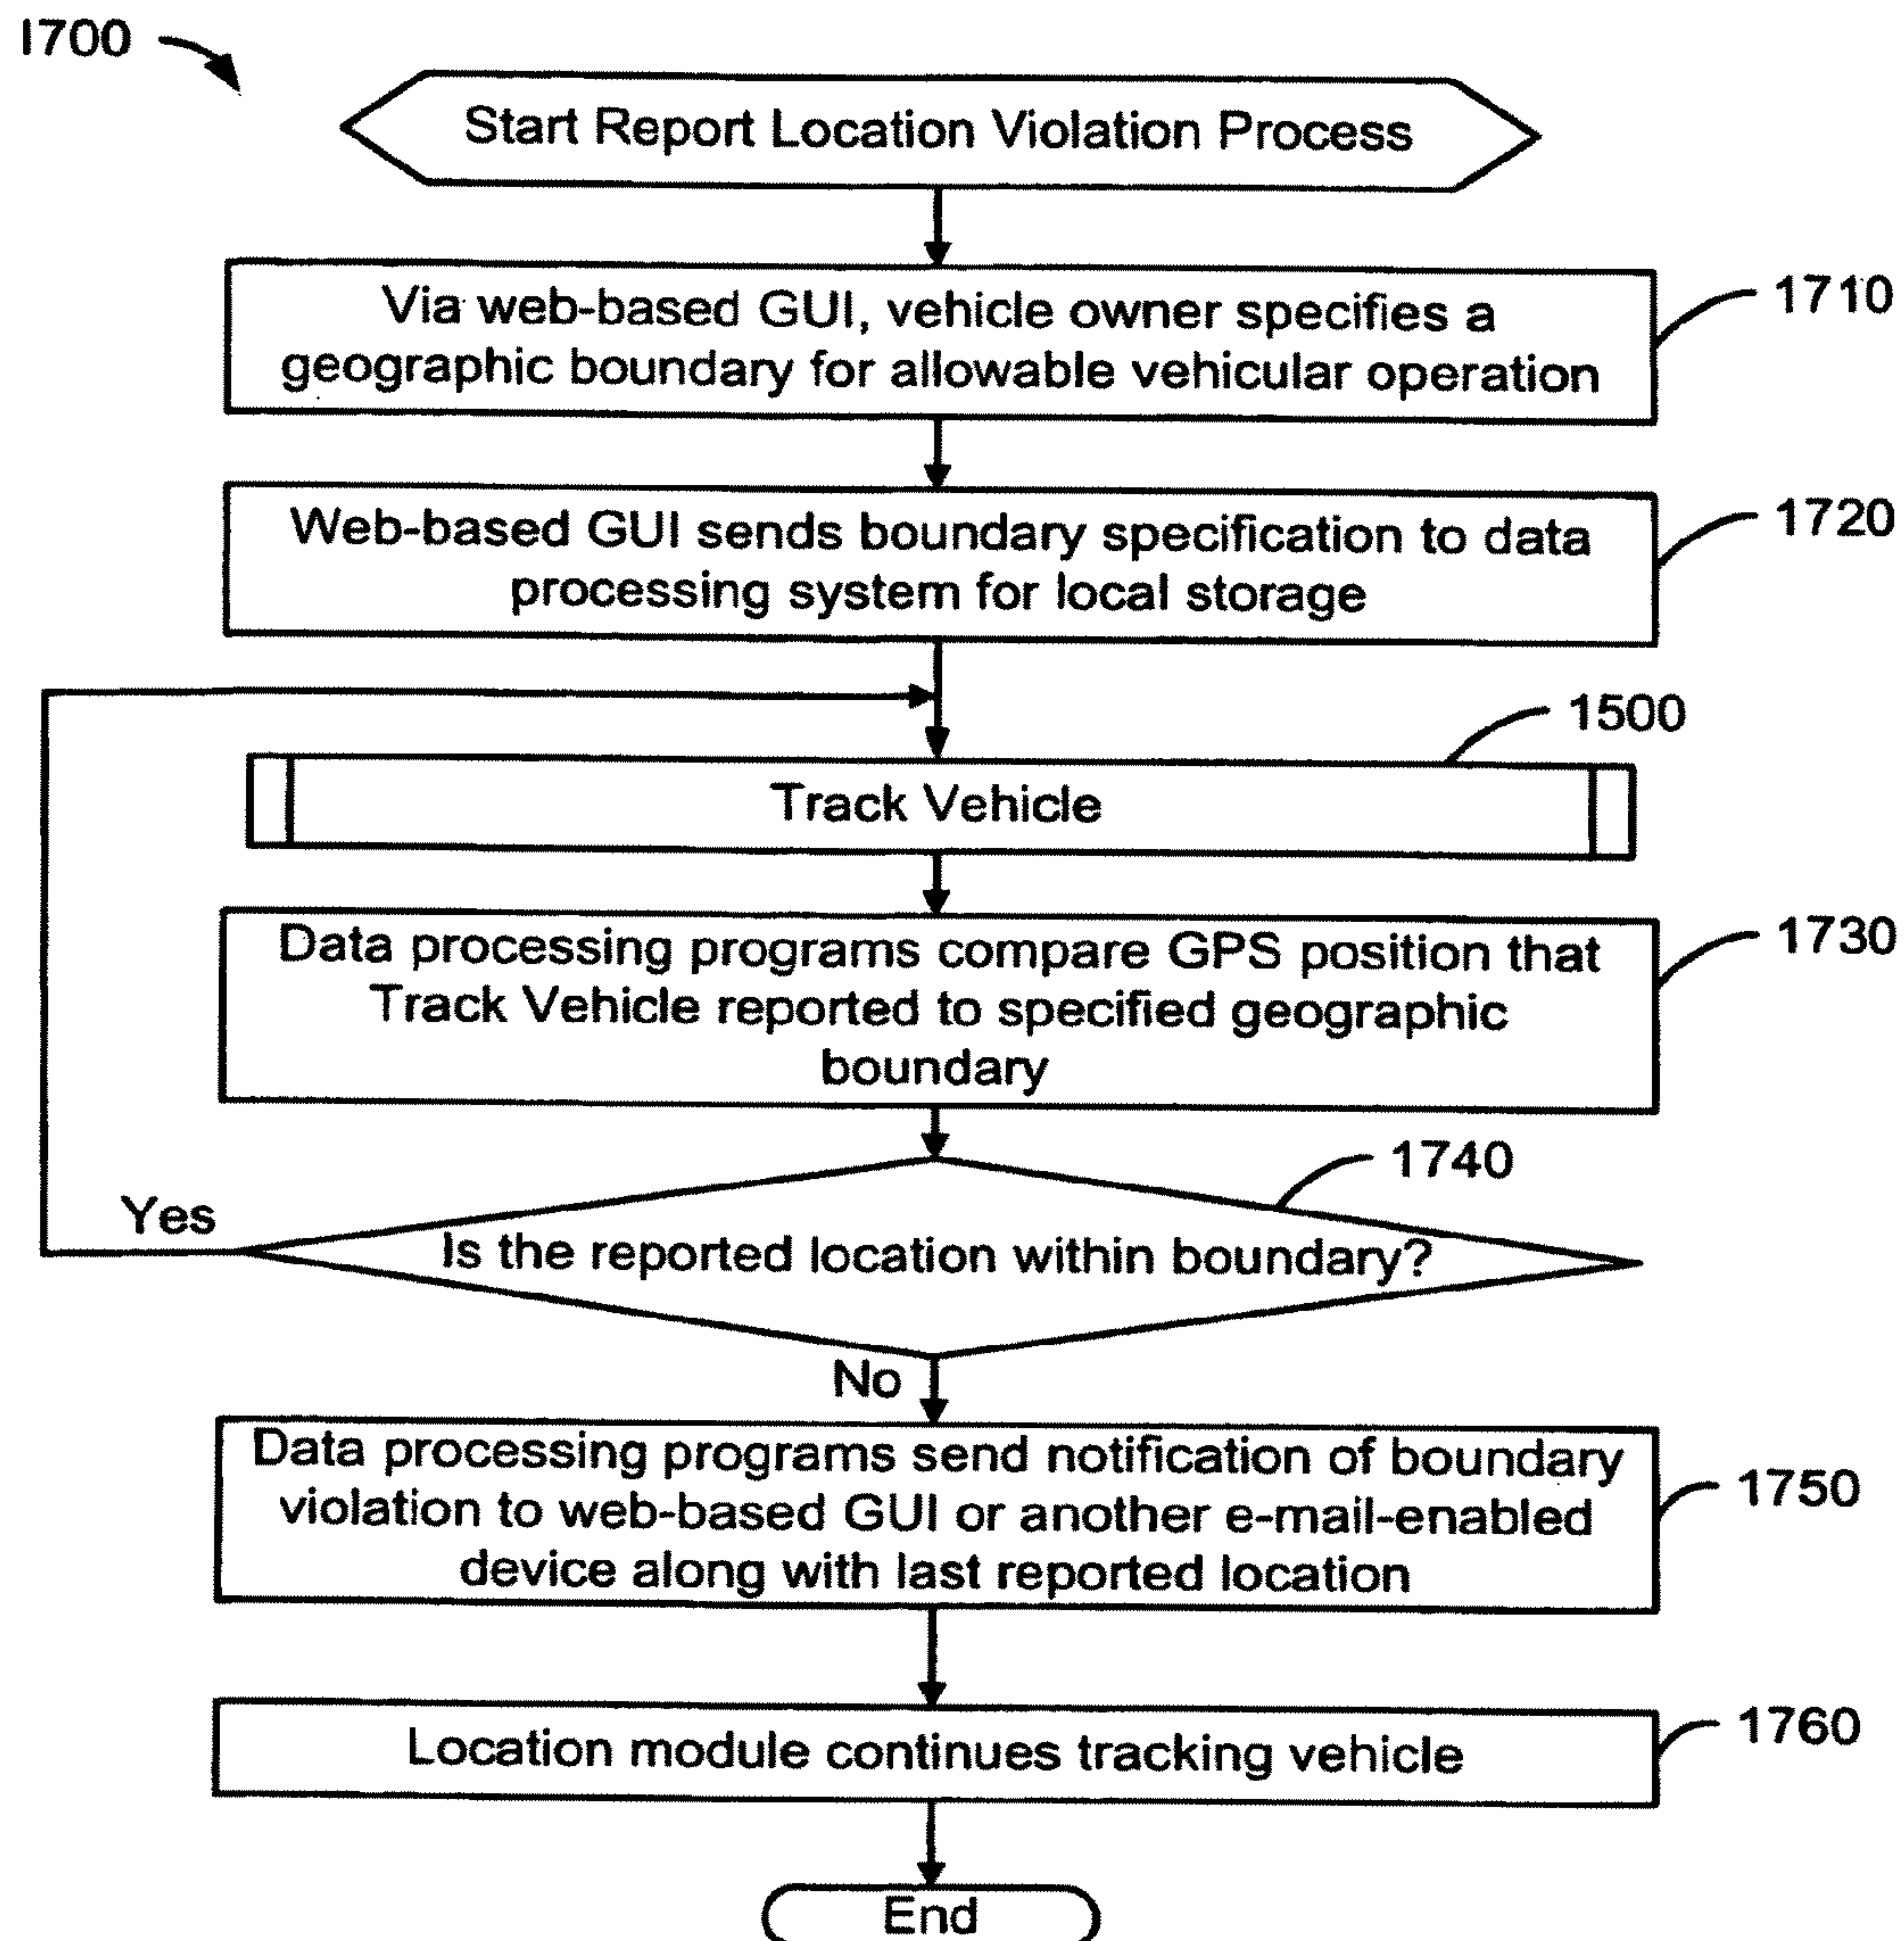 1700
Start Report Location Violation Process
Via web-based GUI, vehicle owner specifies a
geographic boundary for allowable vehicular operation
1710
Web-based GUI sends boundary specification to data
processing system for local storage
1720
1500
Track Vehicle
Data processing programs compare GPS position that
Track Vehicle reported to specified geographic
boundary
1730
1740
Yes
Is the reported location within boundary?
No
Data processing programs send notification of boundary
violation to web-based GUI or another e-mail-enabled
device along with last reported location
1750
Location module continues tracking vehicle
1760
End